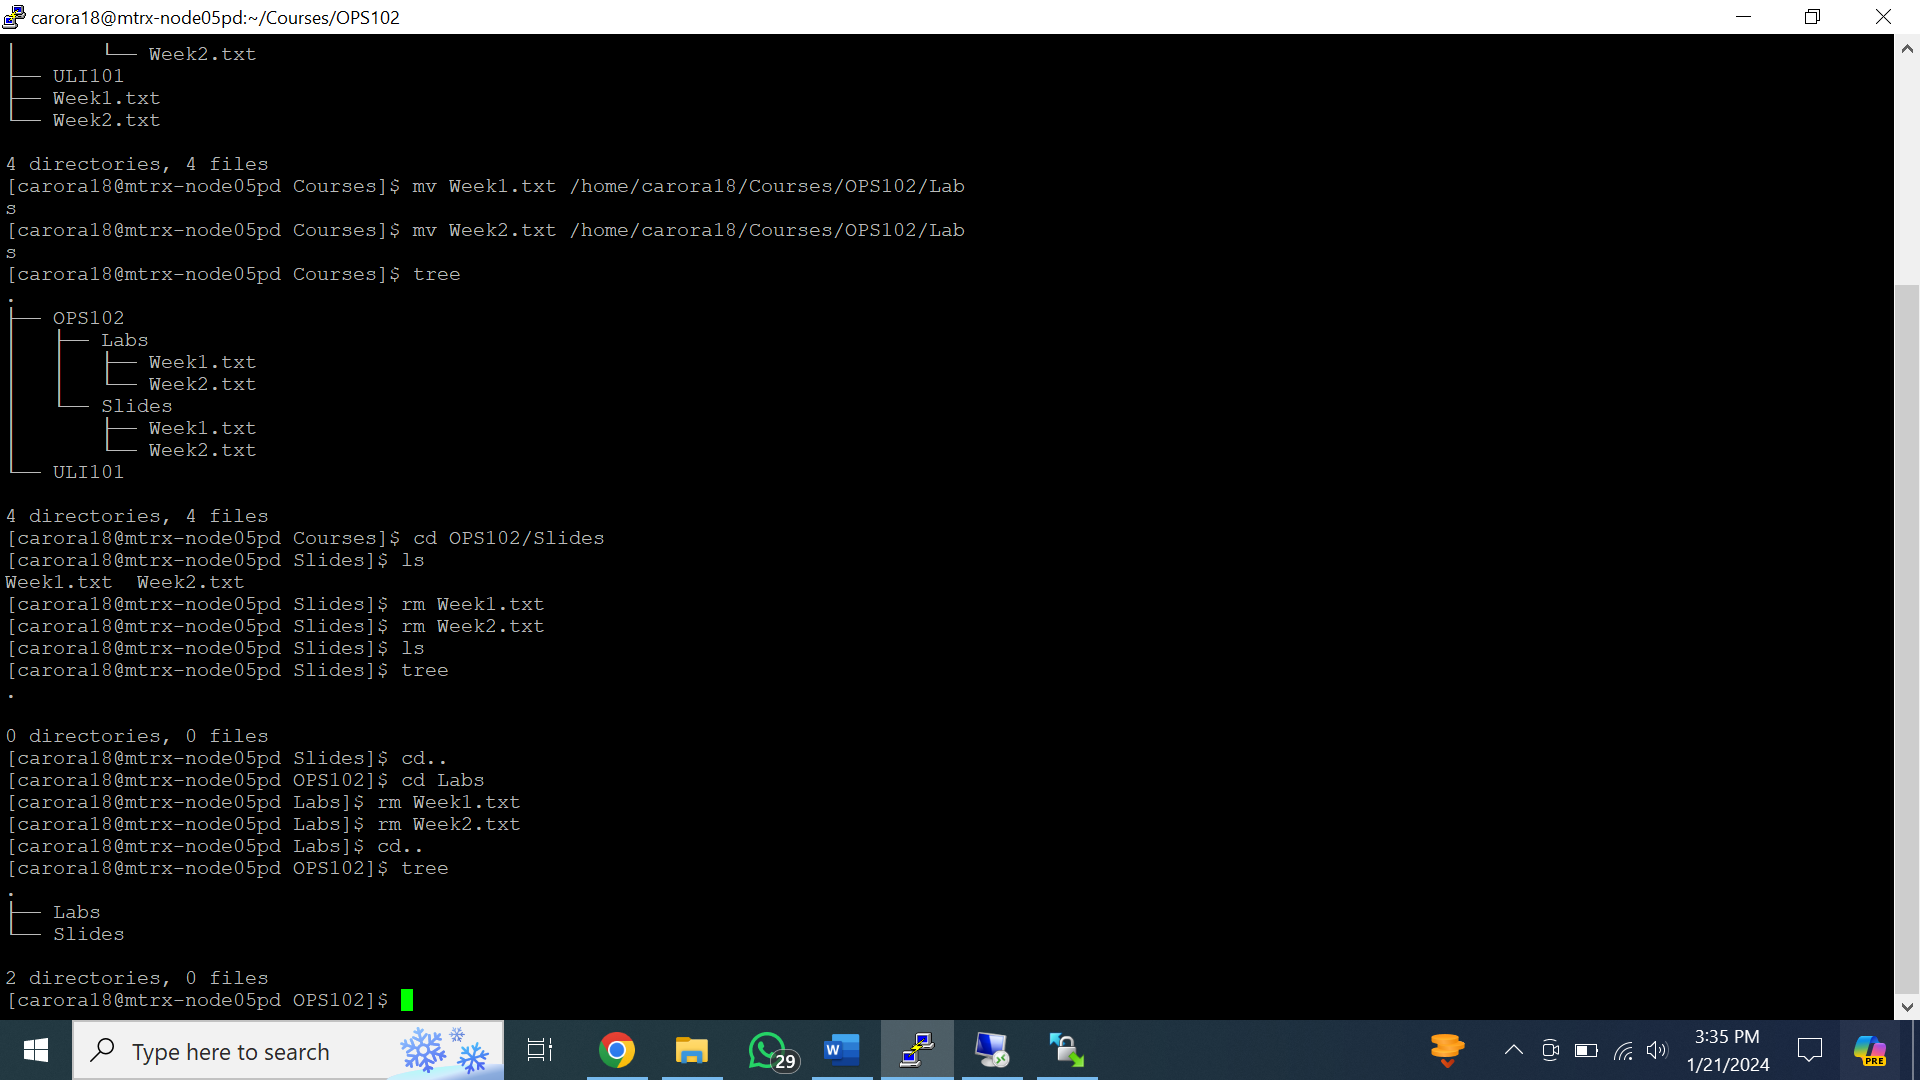 carora18@mtrx-node05pd:~/Courses/OPS102
│       └── Week2.txt
├── ULI101
├── Week1.txt
└── Week2.txt
4 directories, 4 files
[carora18@mtrx-node05pd Courses]$ mv Week1.txt /home/carora18/Courses/OPS102/Lab
s
[carora18@mtrx-node05pd Courses]$ mv Week2.txt /home/carora18/Courses/OPS102/Lab
s
[carora18@mtrx-node05pd Courses]$ tree
.
├── OPS102
│   ├── Labs
│   │   ├── Week1.txt
│   │   └── Week2.txt
│   └── Slides
│       ├── Week1.txt
│       └── Week2.txt
└── ULI101
4 directories, 4 files
[carora18@mtrx-node05pd Courses]$ cd OPS102/Slides
[carora18@mtrx-node05pd Slides]$ ls
Week1.txt  Week2.txt
[carora18@mtrx-node05pd Slides]$ rm Week1.txt
[carora18@mtrx-node05pd Slides]$ rm Week2.txt
[carora18@mtrx-node05pd Slides]$ ls
[carora18@mtrx-node05pd Slides]$ tree
.
0 directories, 0 files
[carora18@mtrx-node05pd Slides]$ cd..
[carora18@mtrx-node05pd OPS102]$ cd Labs
[carora18@mtrx-node05pd Labs]$ rm Week1.txt
[carora18@mtrx-node05pd Labs]$ rm Week2.txt
[carora18@mtrx-node05pd Labs]$ cd..
[carora18@mtrx-node05pd OPS102]$ tree
.
├── Labs
└── Slides
2 directories, 0 files
[carora18@mtrx-node05pd OPS102]$
Type here to search
29
W
3:35 PM
1/21/2024
PRE